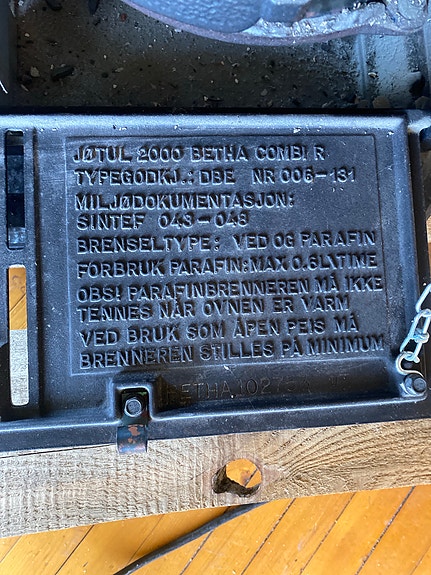 JØTUL 2000 BETHA COMBI R
TYPEGODKJ.: DBE NR 006-131
MILJØDOKUMENTASJON:
SINTEF 043-048
BRENSELTYPE: VED OG PARAFIN
FORBRUK PARAFIN: MAX 0.6L\TIME
OBS! PARAFINBRENNEREN MÅ IKKE
TENNES NÅR OVNEN ER VARM
VED BRUK SOM ÅPEN PEIS MÅ
BRENNEREN STILLES PÅ MINIMUM